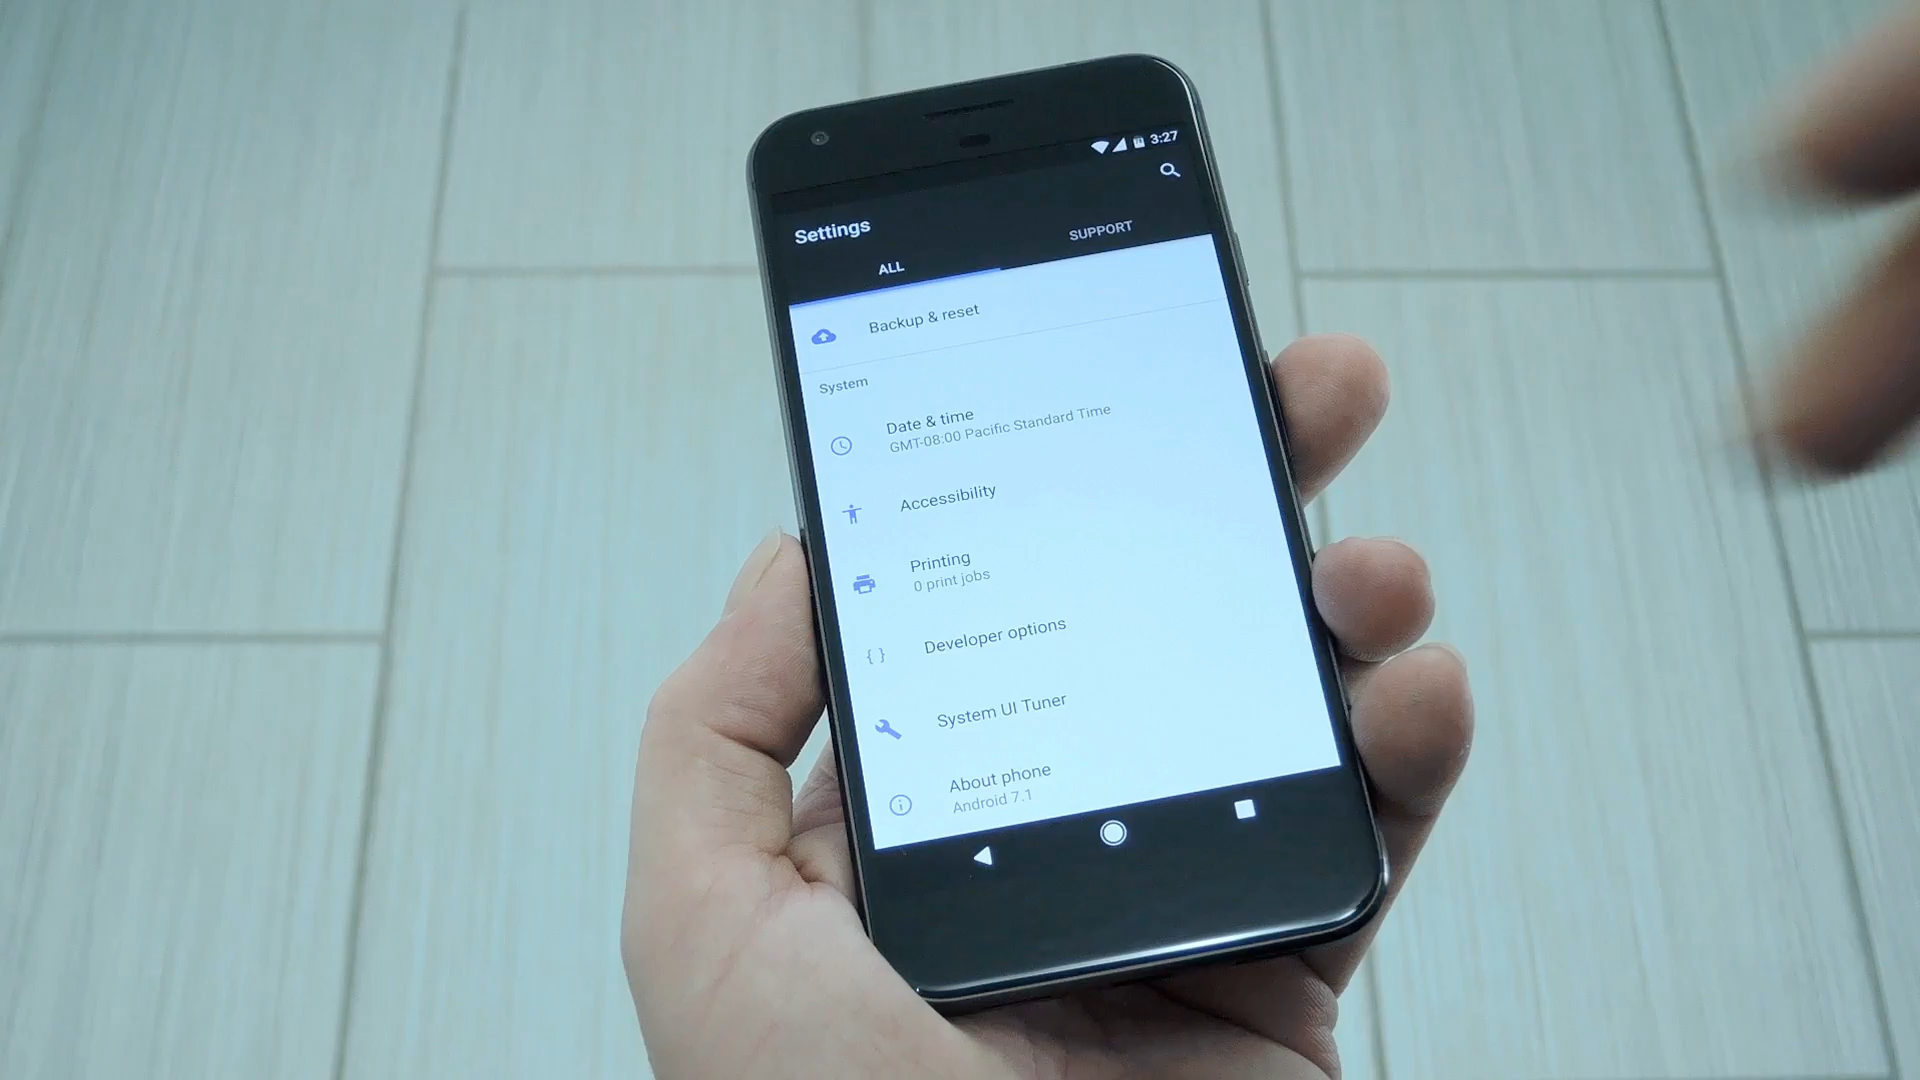 3:27
Settings
ALL
SUPPORT
Backup & reset
System
Date & time
GMT-08:00 Pacific Standard Time
Accessibility
Printing
0 print jobs
{ }
Developer options
System UI Tuner
About phone
Android 7.1